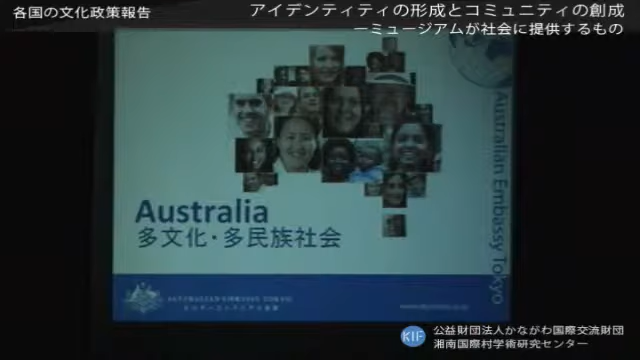 各国の文化政策報告
アイデンティティの形成とコミュニティの創成
ーミュージアムが社会に提供するもの
Australian Embassy Tokyo
Australia
多文化・多民族社会
AUSTRALIAN EMBASSY TOKYO
KIF
公益財団法人かながわ国際交流財団
湘南国際村学術研究センター